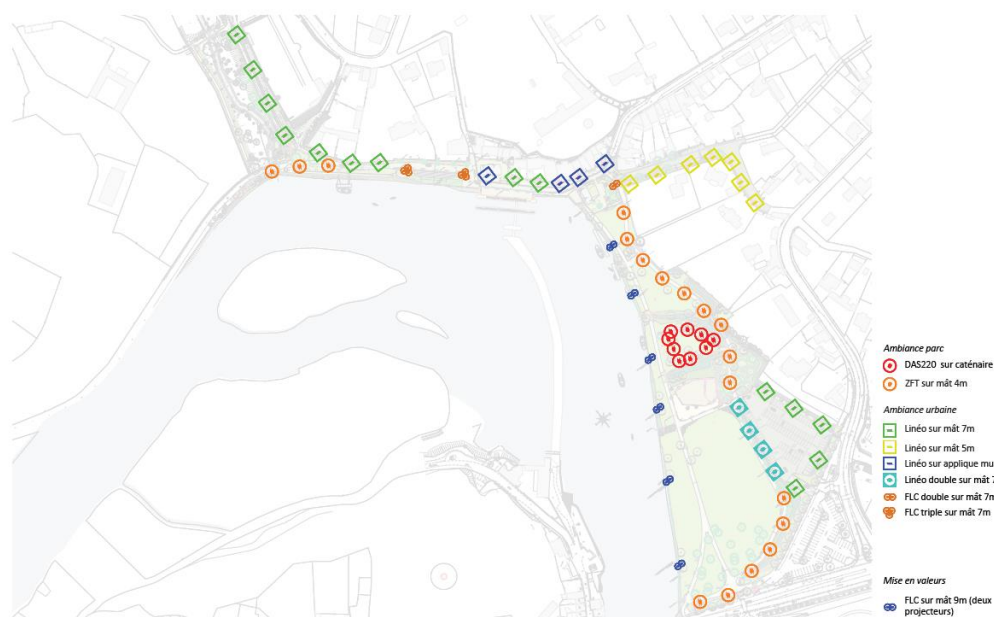 Ambiance parc
DAS220 sur caténaire
ZFT sur mât 4m
Ambiance urbaine
Linéo sur mât 7m
Linéo sur mât 5m
Linéo sur applique mu
Linéo double sur mât 7
FLC double sur mât 7m
FLC triple sur mât 7m
Mise en valeurs
FLC sur mât 9m (deux
projecteurs)